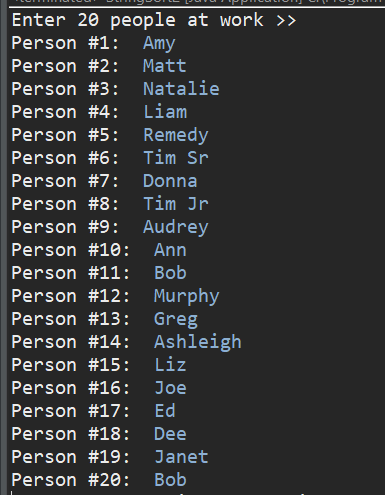 Enter 20 people at work >>
Person #1:  Amy
Person #2:  Matt
Person #3:  Natalie
Person #4:  Liam
Person #5:  Remedy
Person #6:  Tim Sr
Person #7:  Donna
Person #8:  Tim Jr
Person #9:  Audrey
Person #10:  Ann
Person #11:  Bob
Person #12:  Murphy
Person #13:  Greg
Person #14:  Ashleigh
Person #15:  Liz
Person #16:  Joe
Person #17:  Ed
Person #18:  Dee
Person #19:  Janet
Person #20:  Bob